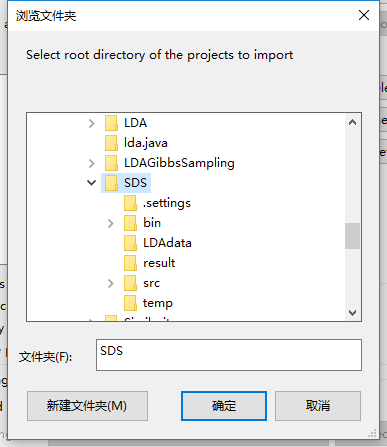 浏览文件夹
Select root directory of the projects to import
LDA
lda.java
LDAGibbsSampling
SDS
.settings
bin
LDAdata
result
src
temp
文件夹(F):
SDS
新建文件夹(M)
确定
取消